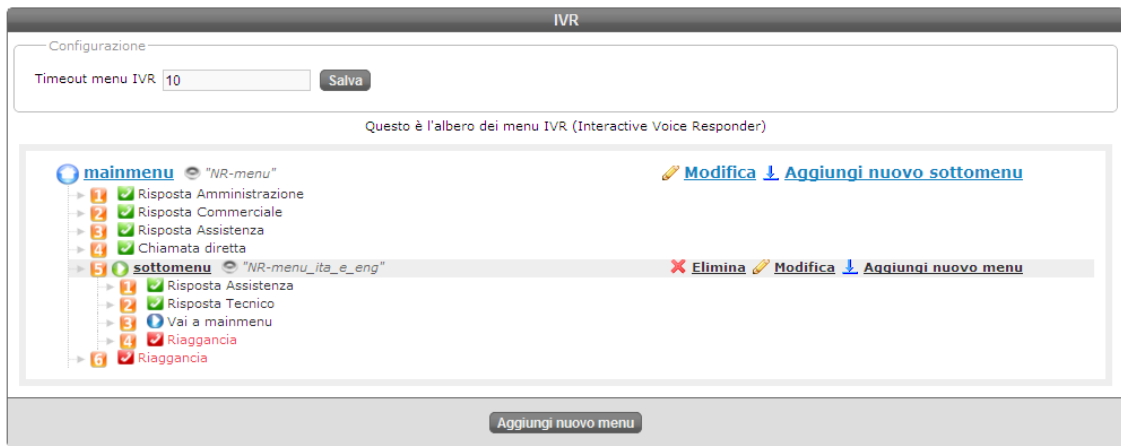 IVR
Configurazione
Timeout menu IVR 10 Salva
Questo è l'albero dei menu IVR (Interactive Voice Responder)
mainmenu "NR-menu" Modifica Aggiungi nuovo sottomenu
1 Risposta Amministrazione
2 Risposta Commerciale
3 Risposta Assistenza
4 Chiamata diretta
5 sottomenu "NR-menu_ita_e_eng" Elimina Modifica Aggiungi nuovo menu
1 Risposta Assistenza
2 Risposta Tecnico
3 Vai a mainmenu
4 Riaggancia
6 Riaggancia
Aggiungi nuovo menu